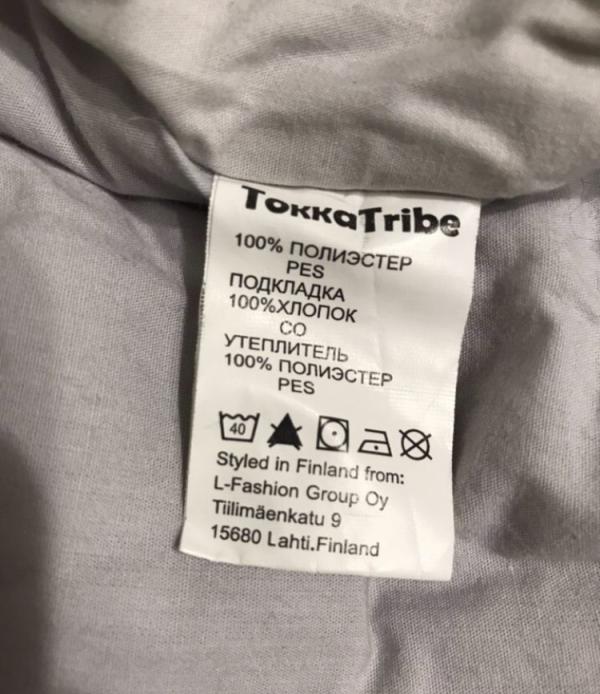 TokkaTribe
100% ПОЛИЭСТЕР
PES
ПОДКЛАДКА
100%ХЛОПОК
CO
УТЕПЛИТЕЛЬ
100% ПОЛИЭСТЕР
PES
40
Styled in Finland from:
L-Fashion Group Oy
Tiilimäenkatu 9
15680 Lahti.Finland